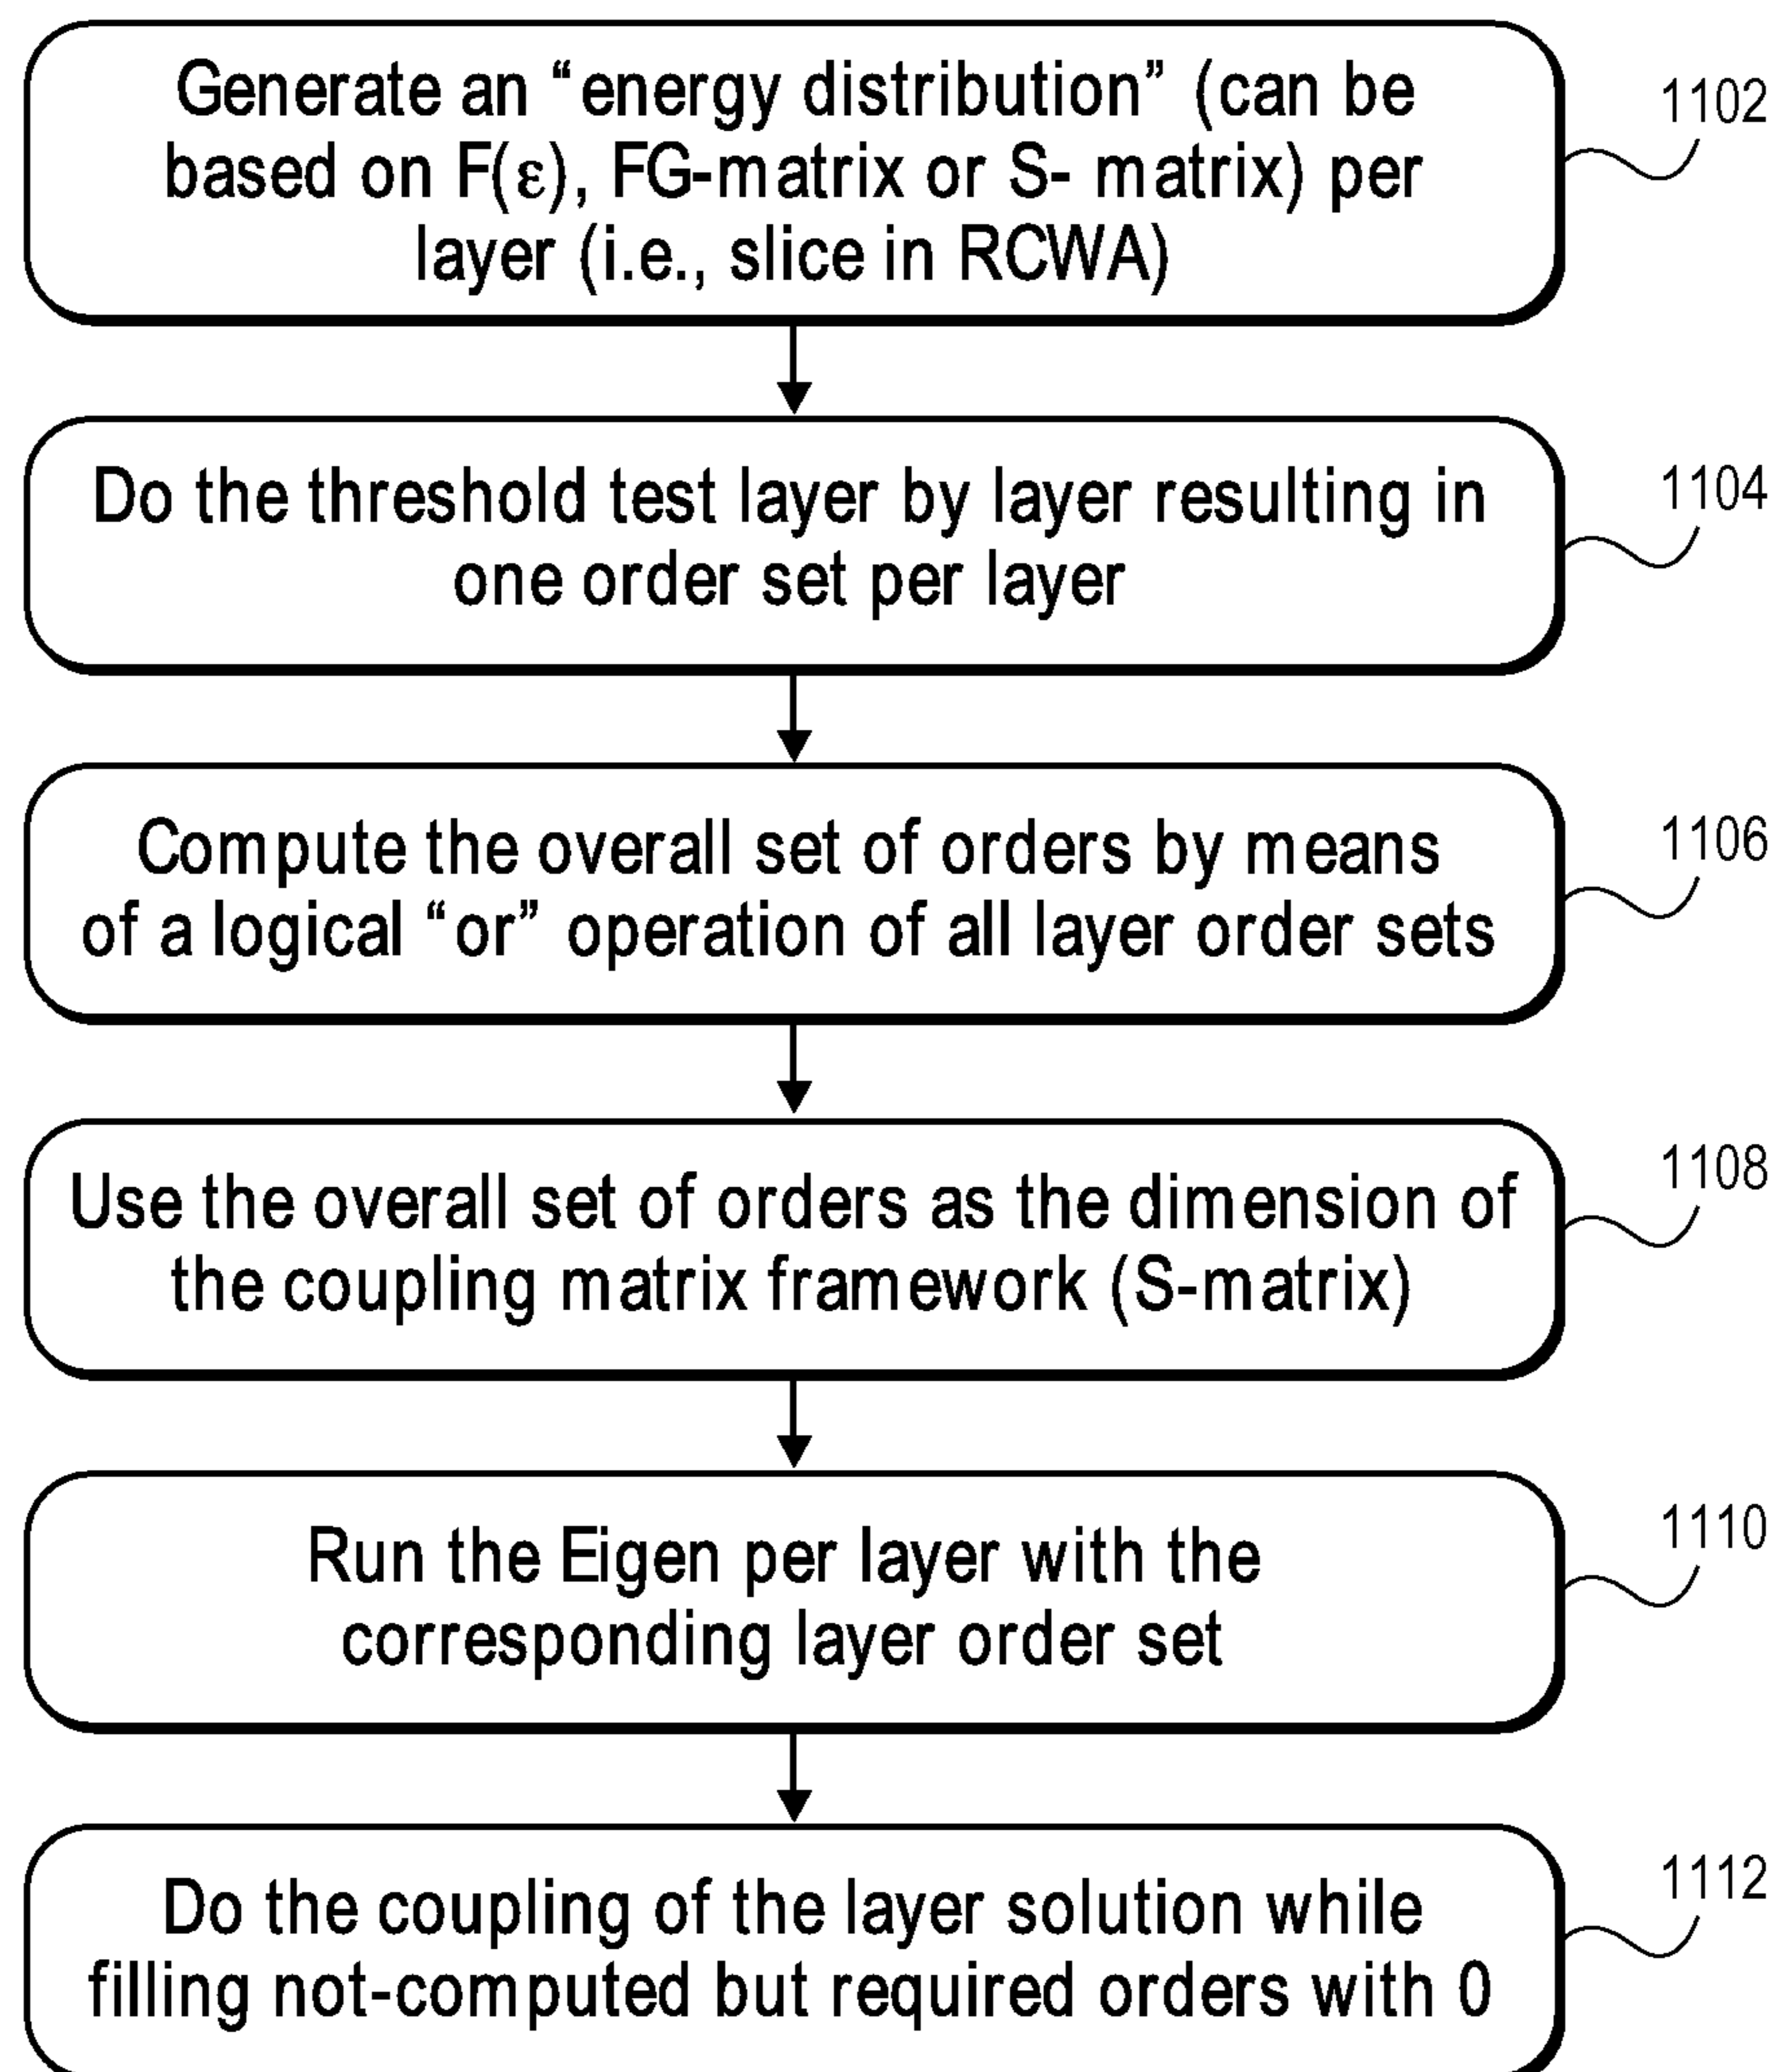 Generate an “energy distribution” (can be
based on F(ε), FG-matrix or S- matrix) per
layer (i.e., slice in RCWA)
1102
Do the threshold test layer by layer resulting in
one order set per layer
1104
Compute the overall set of orders by means
of a logical “or” operation of all layer order sets
1106
Use the overall set of orders as the dimension of
the coupling matrix framework (S-matrix)
1108
Run the Eigen per layer with the
corresponding layer order set
1110
Do the coupling of the layer solution while
filling not-computed but required orders with 0
1112